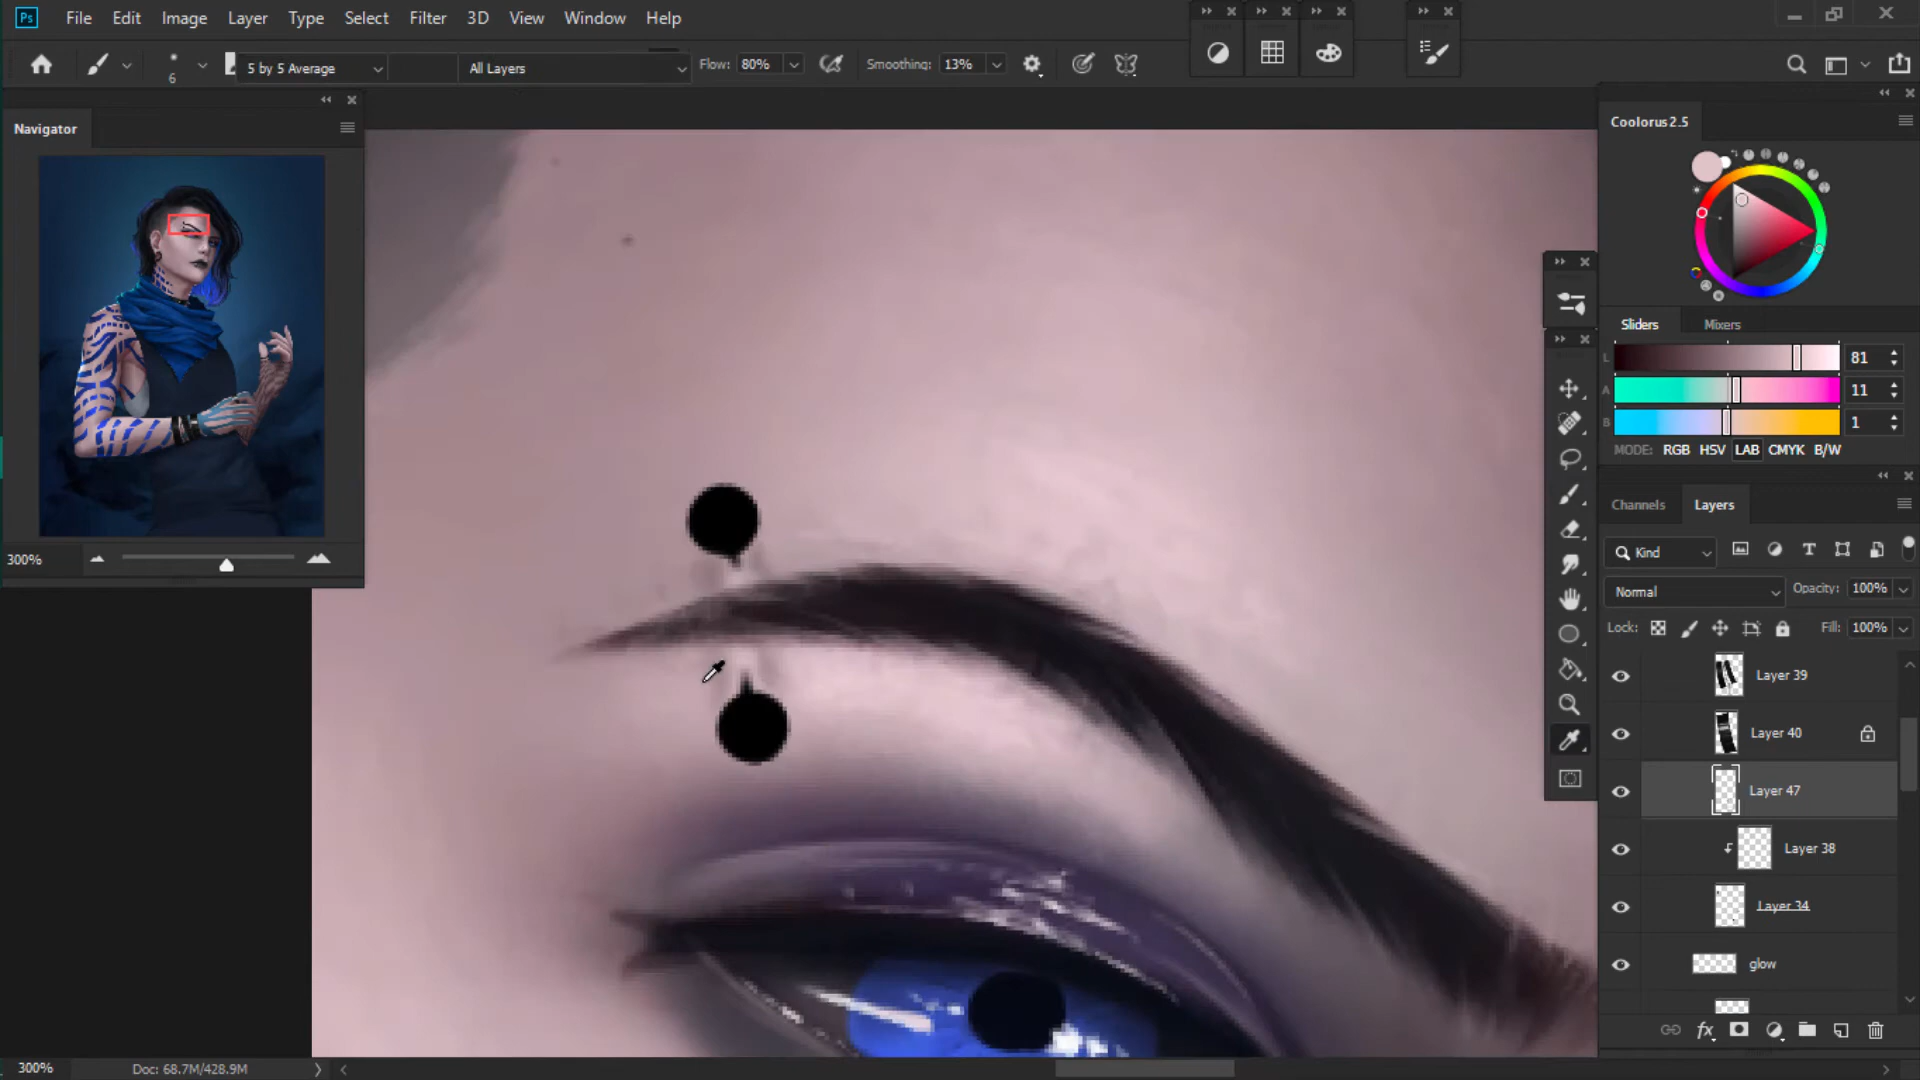 Ps File Edit Image Layer Type Select Filter 3D View Window Help
6 5 by 5 Average All Layers Flow: 80% Smoothing: 13%
Navigator
300%
Coolorus 2.5
Sliders Mixers
L 81
A 11
B 1
MODE: RGB HSV LAB CMYK B/W
Channels Layers
Kind
Normal Opacity: 100%
Lock: Fill: 100%
Layer 39
Layer 40
Layer 47
Layer 38
Layer 34
glow
fx
300% Doc: 68.7M/428.9M